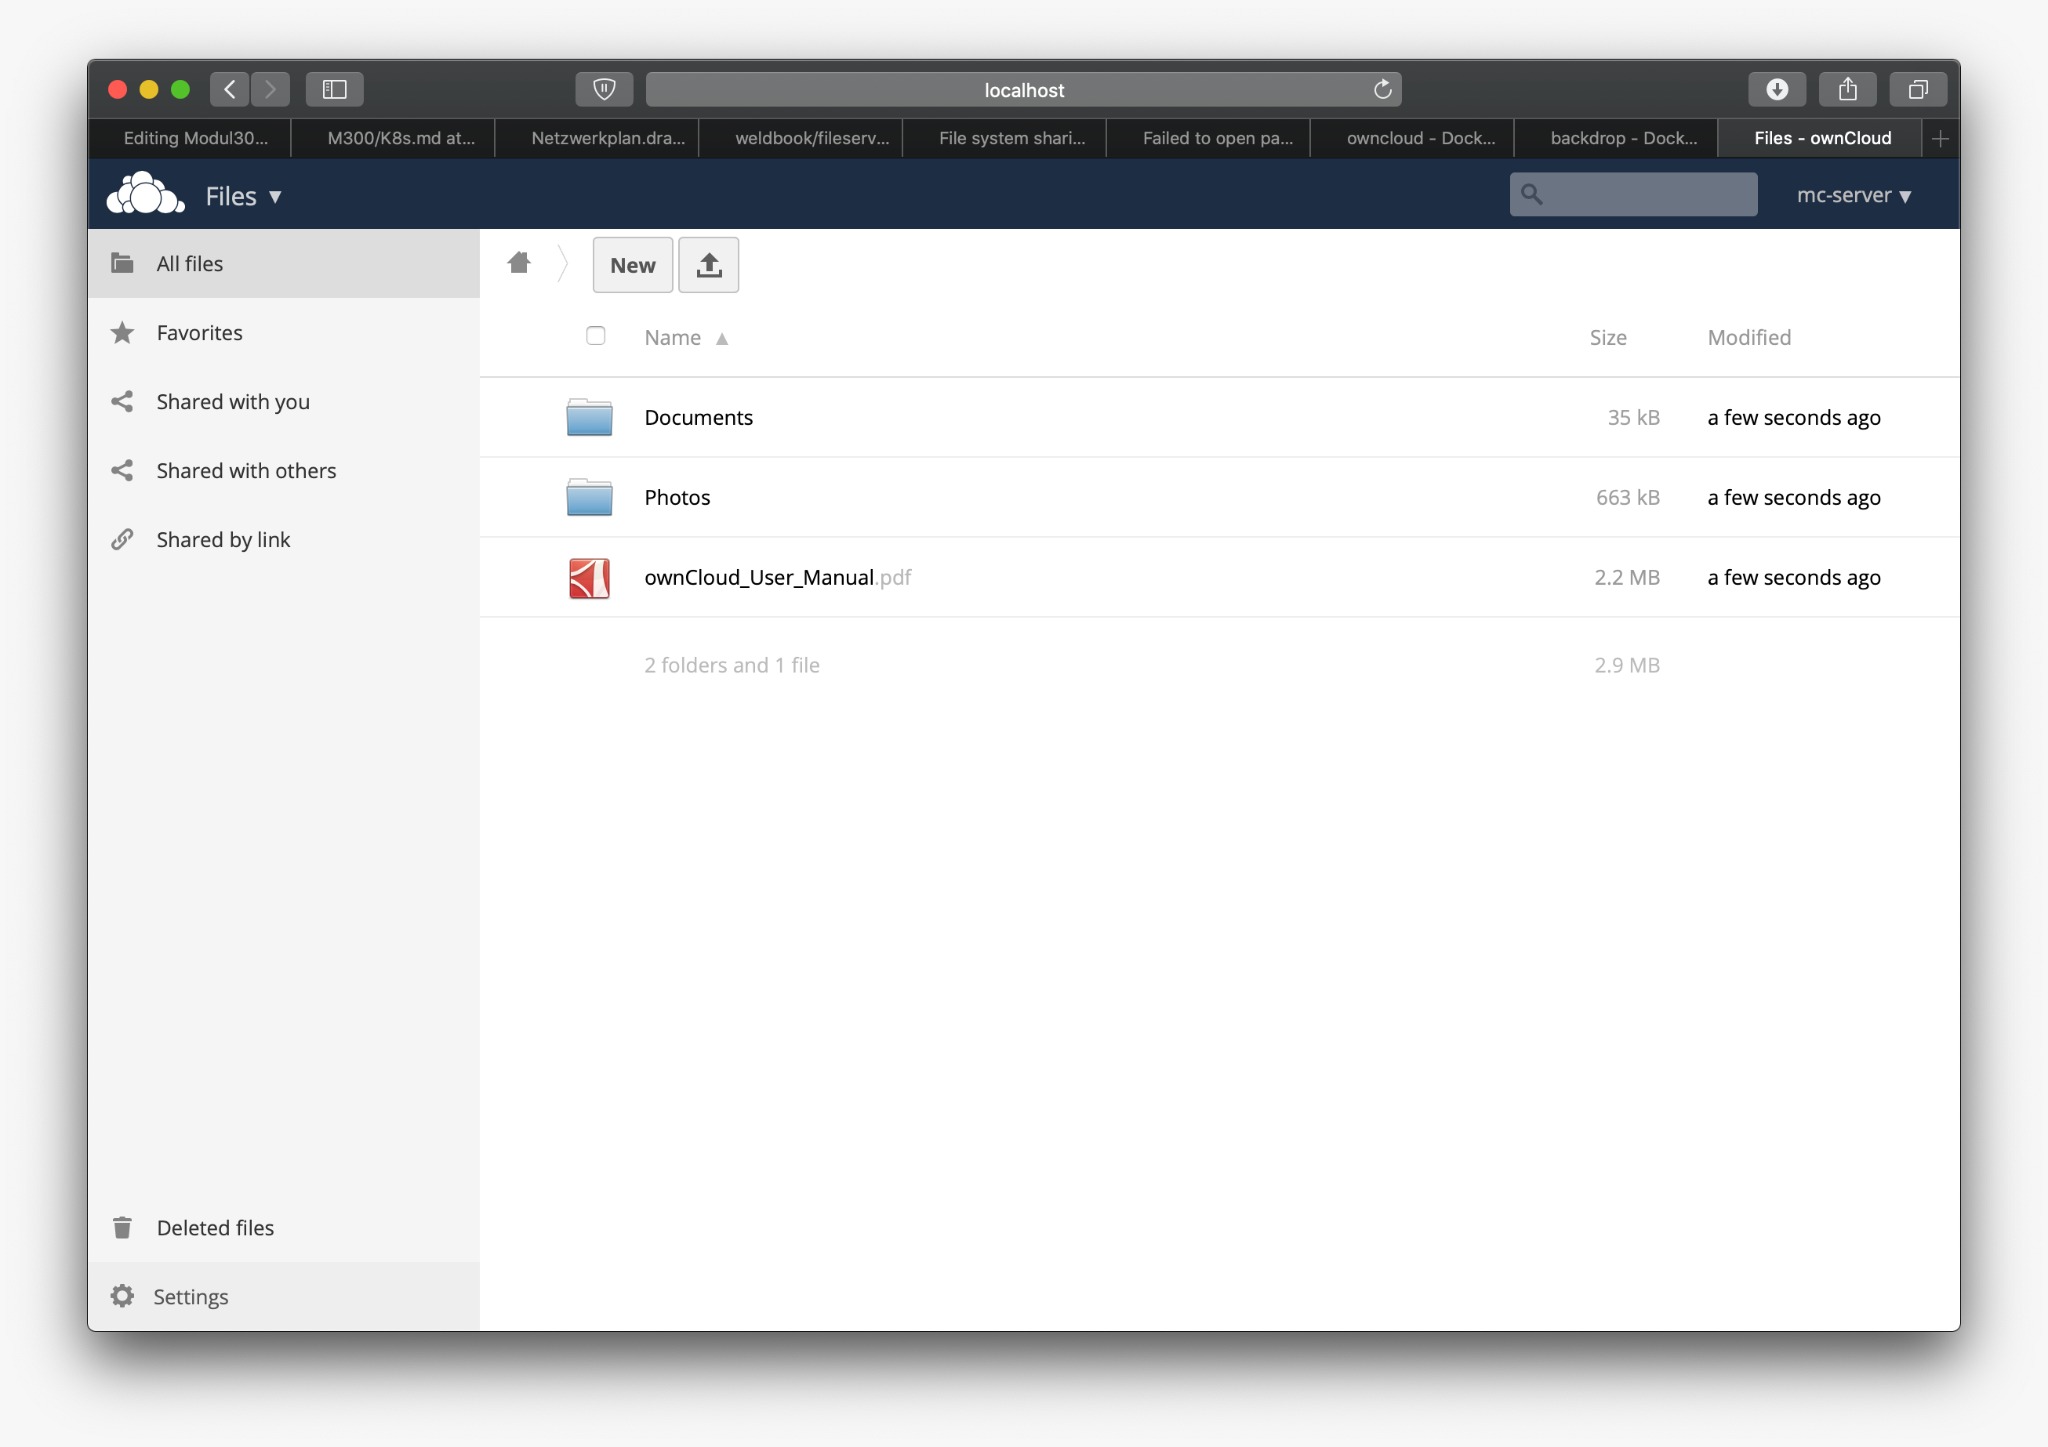 localhost
Editing Modul30... M300/K8s.md at... Netzwerkplan.dra... weldbook/fileserv... File system shari... Failed to open pa... owncloud - Dock... backdrop - Dock... Files - ownCloud
Files ▼ mc-server ▼
All files
Favorites
Shared with you
Shared with others
Shared by link
Deleted files
Settings
New
Name ▲ Size Modified
Documents 35 kB a few seconds ago
Photos 663 kB a few seconds ago
ownCloud_User_Manual.pdf 2.2 MB a few seconds ago
2 folders and 1 file 2.9 MB